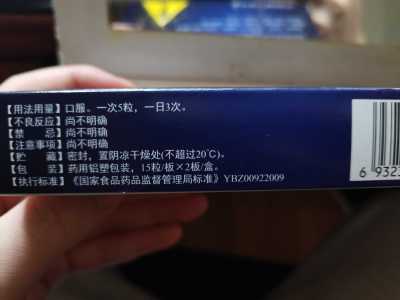 【用法用量】口服。一次5粒，一日3次。
【不良反应】尚不明确
【禁　　忌】尚不明确
【注意事项】尚不明确
【贮　　藏】密封，置阴凉干燥处(不超过20℃)。
【包　　装】药用铝塑包装，15粒/板×2板/盒。
【执行标准】《国家食品药品监督管理局标准》YBZ00922009
6 932